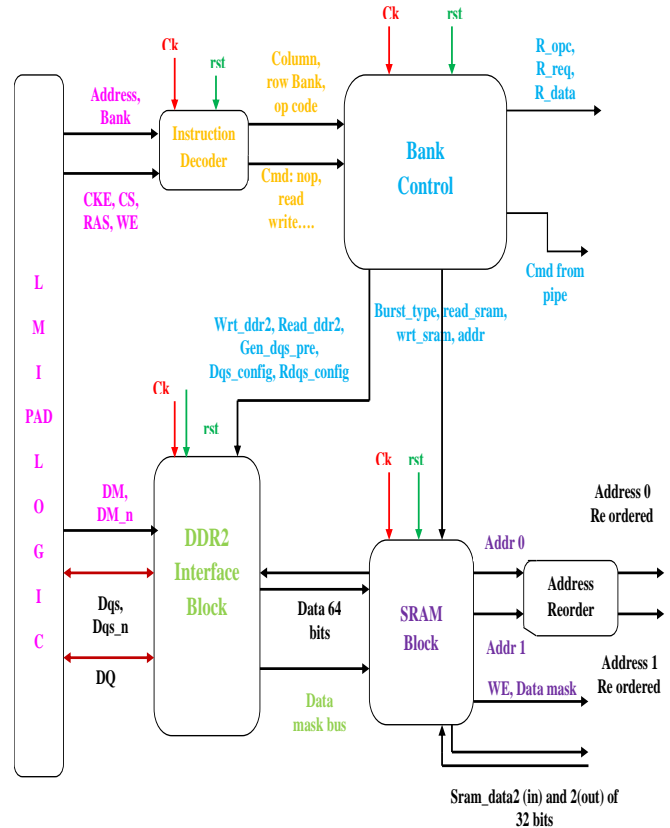 Ck
rst
Column,
row Bank,
op code
Ck
rst
R_opc,
R_req,
R_data
Address,
Bank
Instruction
Decoder
Bank
Control
CKE, CS,
RAS, WE
Cmd: nop,
read
write....
Cmd from
pipe
L
M
I
PAD
L
O
G
I
C
Wrt_ddr2, Read_ddr2,
Gen_dqs_pre,
Dqs_config, Rdqs_config
Burst_type, read_sram,
wrt_sram, addr
Ck
rst
Ck
rst
DM,
DM_n
DDR2
Interface
Block
Dqs,
Dqs_n
DQ
Data 64
bits
Data
mask bus
SRAM
Block
Addr 0
Addr 1
Address
Reorder
Address 0
Re ordered
Address 1
Re ordered
WE, Data mask
Sram_data2 (in) and 2(out) of
32 bits